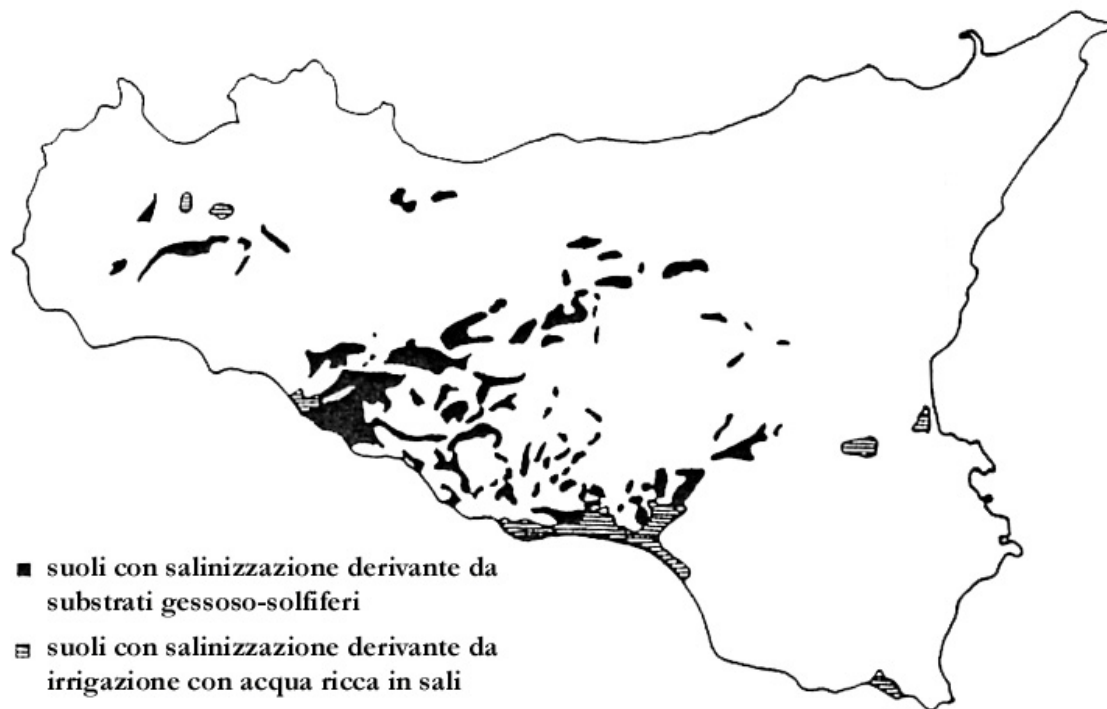 suoli con salinizzazione derivante da
substrati gessoso-solfiferi
suoli con salinizzazione derivante da
irrigazione con acqua ricca in sali